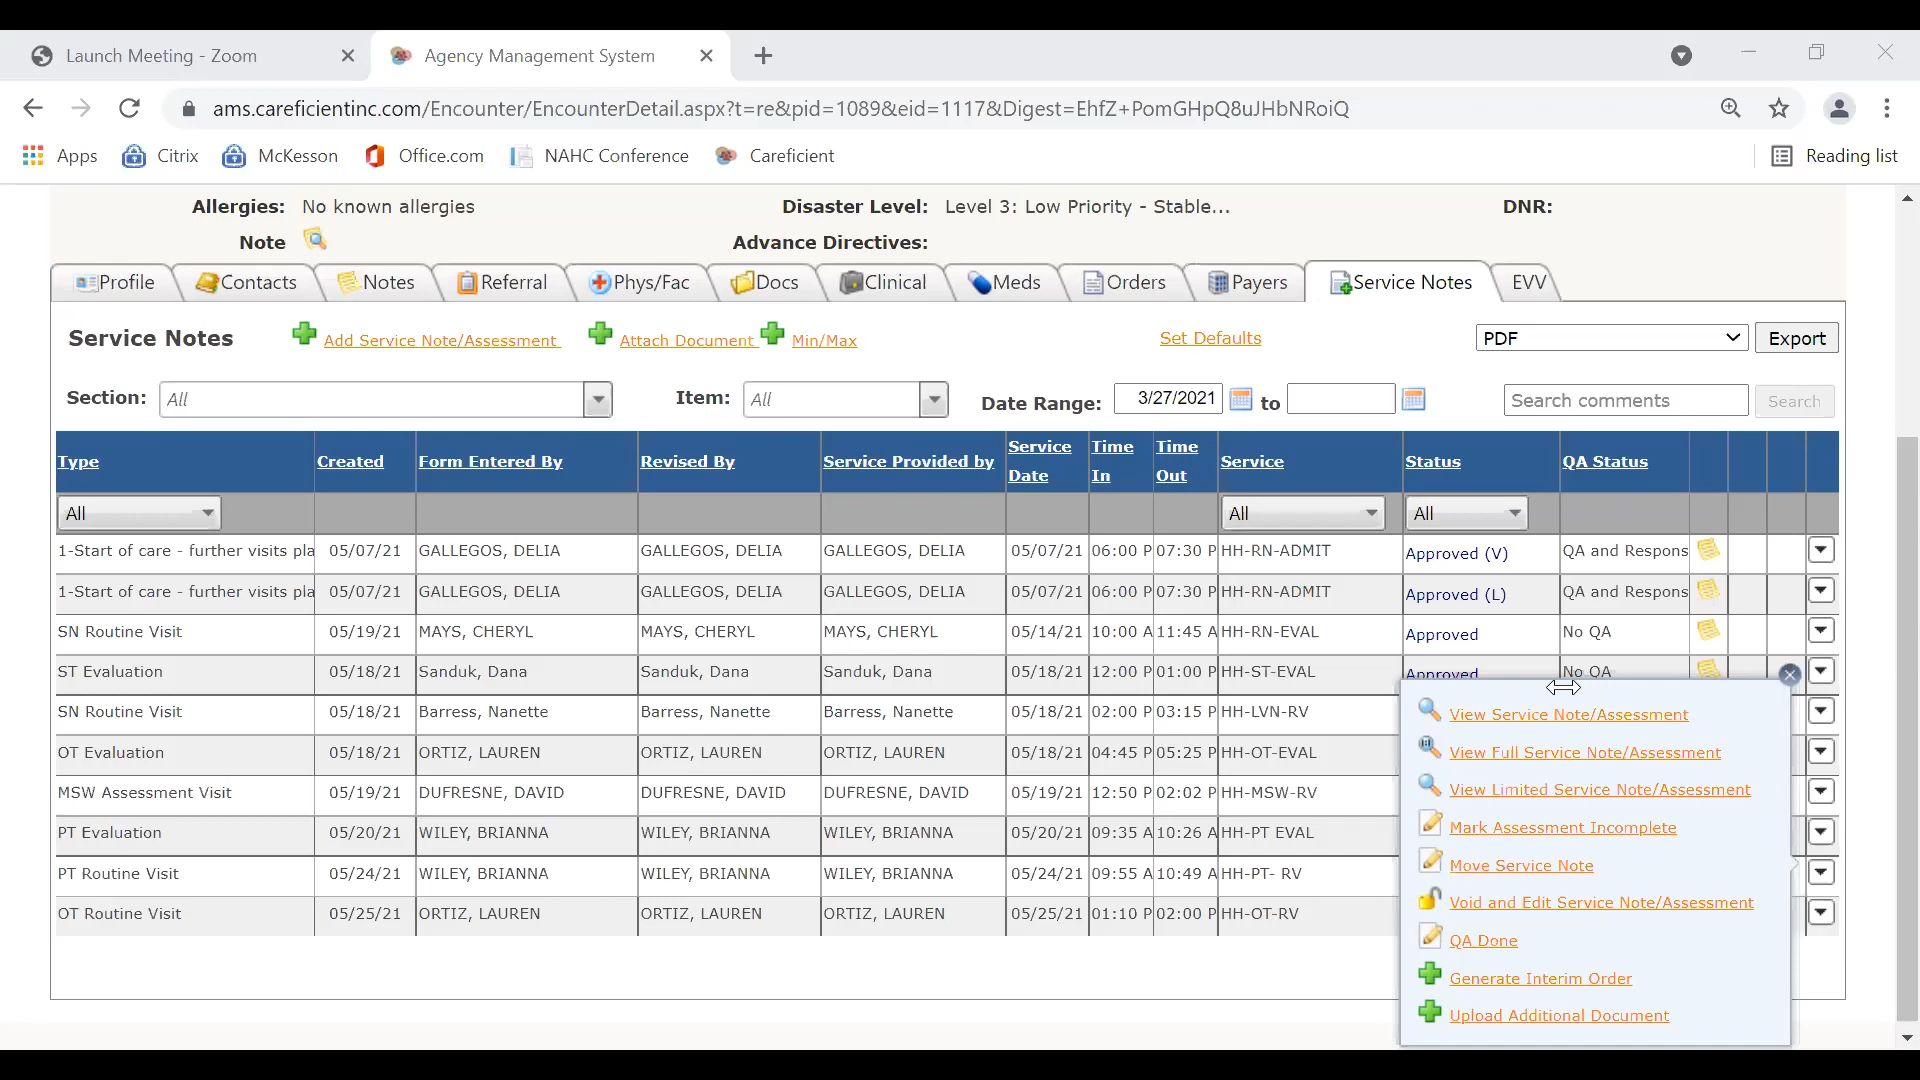 Launch Meeting - Zoom
Agency Management System
ams.careficientinc.com/Encounter/EncounterDetail.aspx?t=re&pid=1089&eid=1117&Digest=EhfZ+PomGHpQ8uJHbNRoiQ
Apps Citrix McKesson Office.com NAHC Conference Careficient Reading list
Allergies: No known allergies Disaster Level: Level 3: Low Priority - Stable... DNR:
Note Advance Directives:
Profile Contacts Notes Referral Phys/Fac Docs Clinical Meds Orders Payers Service Notes EVV
Service Notes Add Service Note/Assessment Attach Document Min/Max Set Defaults PDF Export
Section: All Item: All Date Range: 3/27/2021 to Search comments Search
Type Created Form Entered By Revised By Service Provided by Service Date Time In Time Out Service Status QA Status
All All All
1-Start of care - further visits pla 05/07/21 GALLEGOS, DELIA GALLEGOS, DELIA GALLEGOS, DELIA 05/07/21 06:00 P 07:30 P HH-RN-ADMIT Approved (V) QA and Respons
1-Start of care - further visits pla 05/07/21 GALLEGOS, DELIA GALLEGOS, DELIA GALLEGOS, DELIA 05/07/21 06:00 P 07:30 P HH-RN-ADMIT Approved (L) QA and Respons
SN Routine Visit 05/19/21 MAYS, CHERYL MAYS, CHERYL MAYS, CHERYL 05/14/21 10:00 A 11:45 A HH-RN-EVAL Approved No QA
ST Evaluation 05/18/21 Sanduk, Dana Sanduk, Dana Sanduk, Dana 05/18/21 12:00 P 01:00 P HH-ST-EVAL Approved No QA
SN Routine Visit 05/18/21 Barress, Nanette Barress, Nanette Barress, Nanette 05/18/21 02:00 P 03:15 P HH-LVN-RV
OT Evaluation 05/18/21 ORTIZ, LAUREN ORTIZ, LAUREN ORTIZ, LAUREN 05/18/21 04:45 P 05:25 P HH-OT-EVAL
MSW Assessment Visit 05/19/21 DUFRESNE, DAVID DUFRESNE, DAVID DUFRESNE, DAVID 05/19/21 12:50 P 02:02 P HH-MSW-RV
PT Evaluation 05/20/21 WILEY, BRIANNA WILEY, BRIANNA WILEY, BRIANNA 05/20/21 09:35 A 10:26 A HH-PT EVAL
PT Routine Visit 05/24/21 WILEY, BRIANNA WILEY, BRIANNA WILEY, BRIANNA 05/24/21 09:55 A 10:49 A HH-PT- RV
OT Routine Visit 05/25/21 ORTIZ, LAUREN ORTIZ, LAUREN ORTIZ, LAUREN 05/25/21 01:10 P 02:00 P HH-OT-RV
View Service Note/Assessment
View Full Service Note/Assessment
View Limited Service Note/Assessment
Mark Assessment Incomplete
Move Service Note
Void and Edit Service Note/Assessment
QA Done
Generate Interim Order
Upload Additional Document